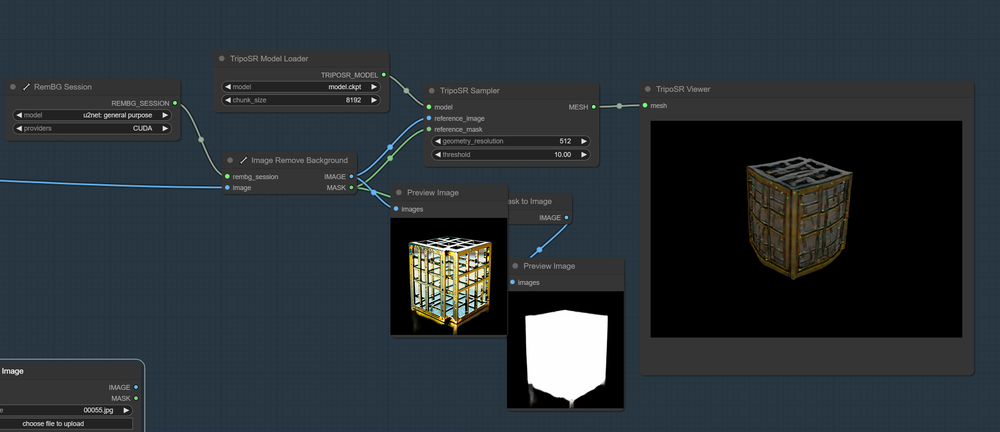 RemBG Session
REMBG_SESSION
model u2net: general purpose
providers CUDA
TripoSR Model Loader
TRIPOSR_MODEL
model model.ckpt
chunk_size 8192
Image Remove Background
rembg_session IMAGE
image MASK
TripoSR Sampler
model MESH
reference_image
reference_mask
geometry_resolution 512
threshold 10.00
TripoSR Viewer
mesh
Preview Image
images
ask to Image
IMAGE
Preview Image
images
Image
IMAGE
MASK
e 00055.jpg
choose file to upload